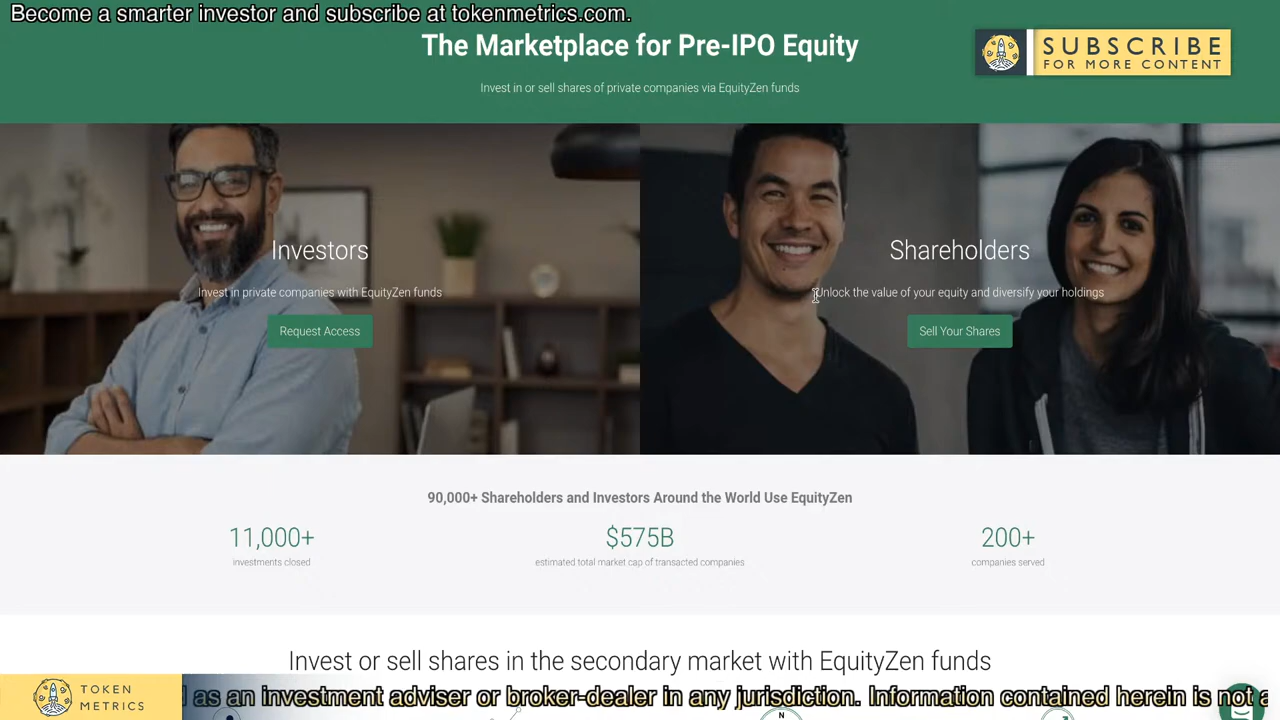 Become a smarter investor and subscribe at tokenmetrics.com.
The Marketplace for Pre-IPO Equity
SUBSCRIBE
FOR MORE CONTENT
Invest in or sell shares of private companies via EquityZen funds
Investors
Invest in private companies with EquityZen funds
Request Access
Shareholders
Unlock the value of your equity and diversify your holdings
Sell Your Shares
90,000+ Shareholders and Investors Around the World Use EquityZen
11,000+
investments closed
$575B
estimated total market cap of transacted companies
200+
companies served
Invest or sell shares in the secondary market with EquityZen funds
TOKEN
METRICS
as an investment adviser or broker-dealer in any jurisdiction. Information contained herein is not a
N